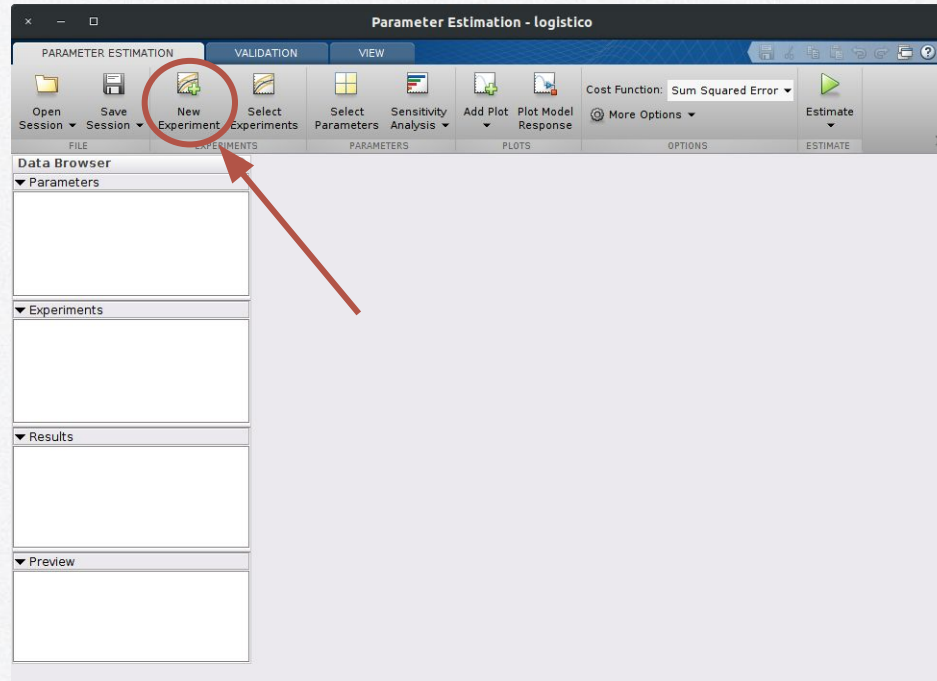 Parameter Estimation - logistico
PARAMETER ESTIMATION VALIDATION VIEW
Open Session
Save Session
New Experiment
Select Experiments
Select Parameters
Sensitivity Analysis
Add Plot
Plot Model Response
Cost Function: Sum Squared Error
More Options
Estimate
FILE EXPERIMENTS PARAMETERS PLOTS OPTIONS ESTIMATE
Data Browser
Parameters
Experiments
Results
Preview